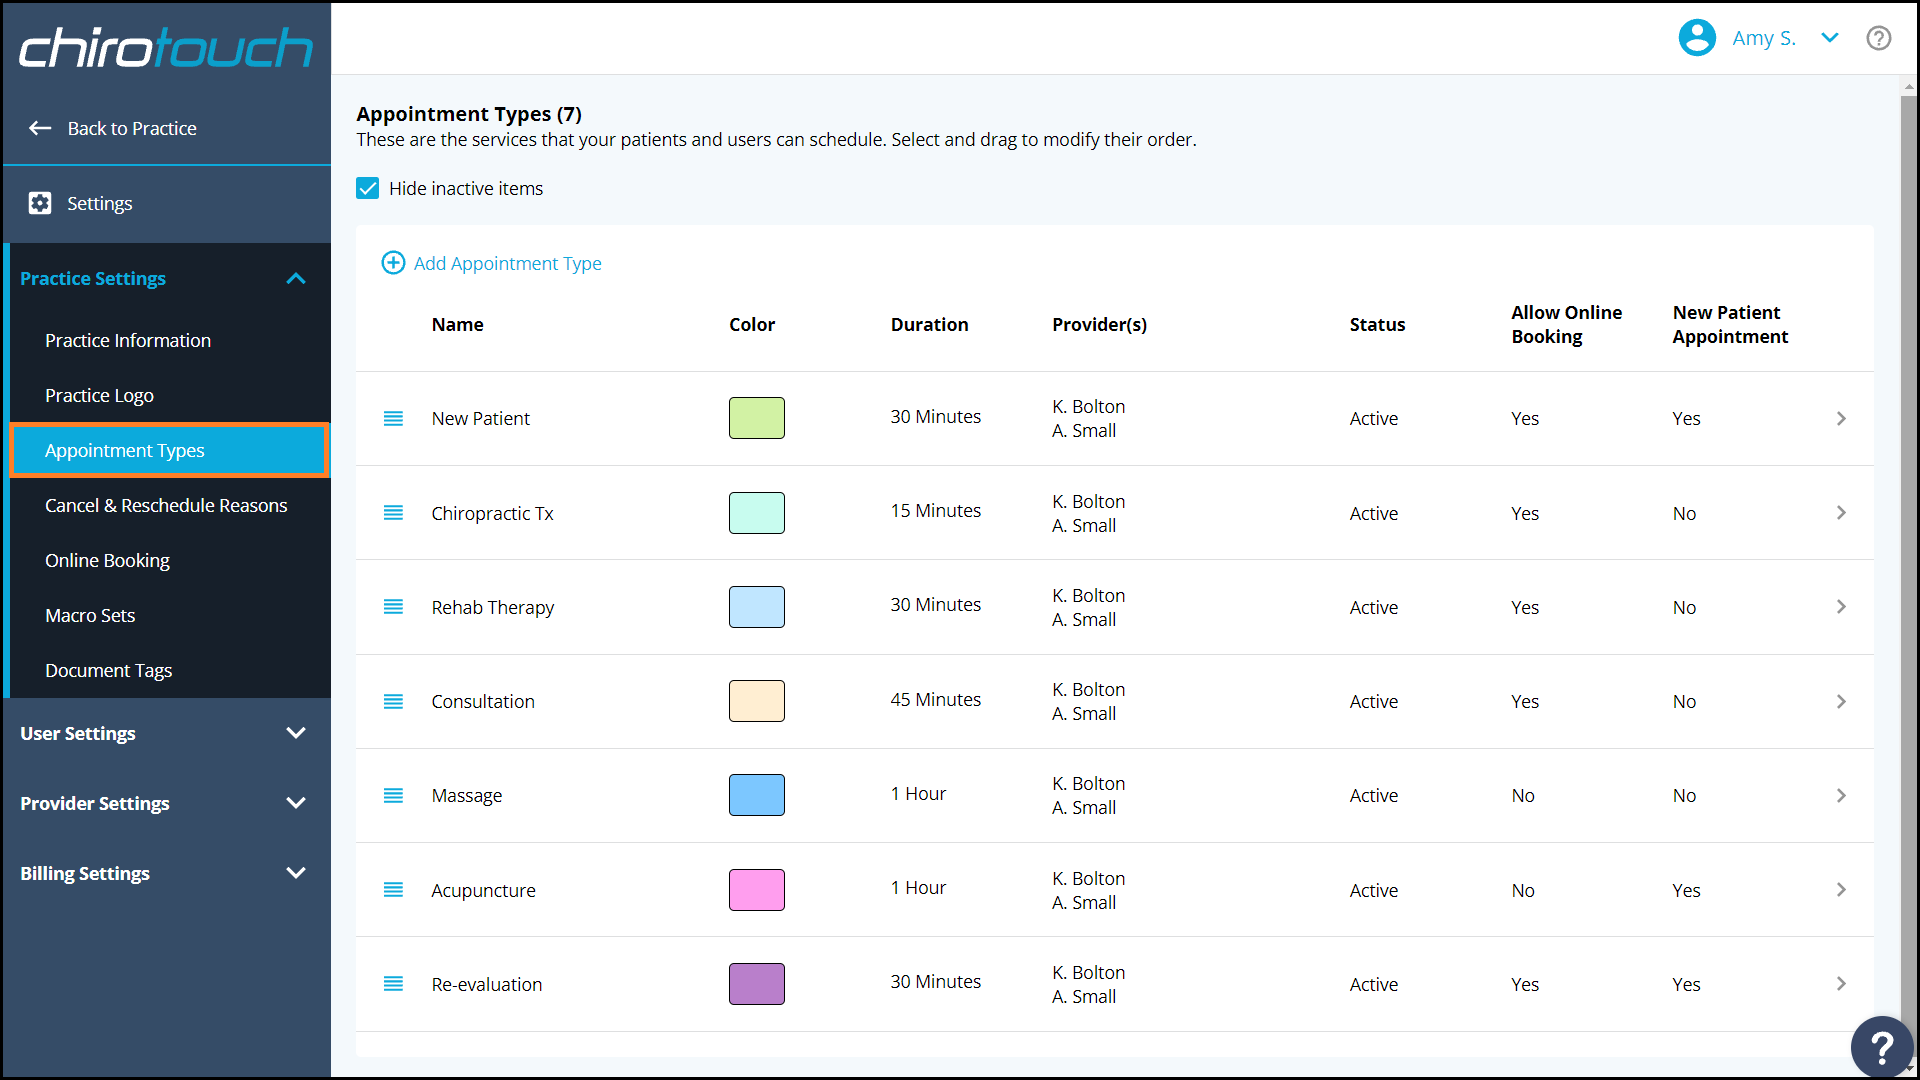 chirotouch
Amy S.
Back to Practice
Settings
Practice Settings
Practice Information
Practice Logo
Appointment Types
Cancel & Reschedule Reasons
Online Booking
Macro Sets
Document Tags
User Settings
Provider Settings
Billing Settings
Appointment Types (7)
These are the services that your patients and users can schedule. Select and drag to modify their order.
Hide inactive items
Add Appointment Type
Name Color Duration Provider(s) Status Allow Online Booking New Patient Appointment
New Patient 30 Minutes K. Bolton A. Small Active Yes Yes
Chiropractic Tx 15 Minutes K. Bolton A. Small Active Yes No
Rehab Therapy 30 Minutes K. Bolton A. Small Active Yes No
Consultation 45 Minutes K. Bolton A. Small Active Yes No
Massage 1 Hour K. Bolton A. Small Active No No
Acupuncture 1 Hour K. Bolton A. Small Active No Yes
Re-evaluation 30 Minutes K. Bolton A. Small Active Yes Yes
?